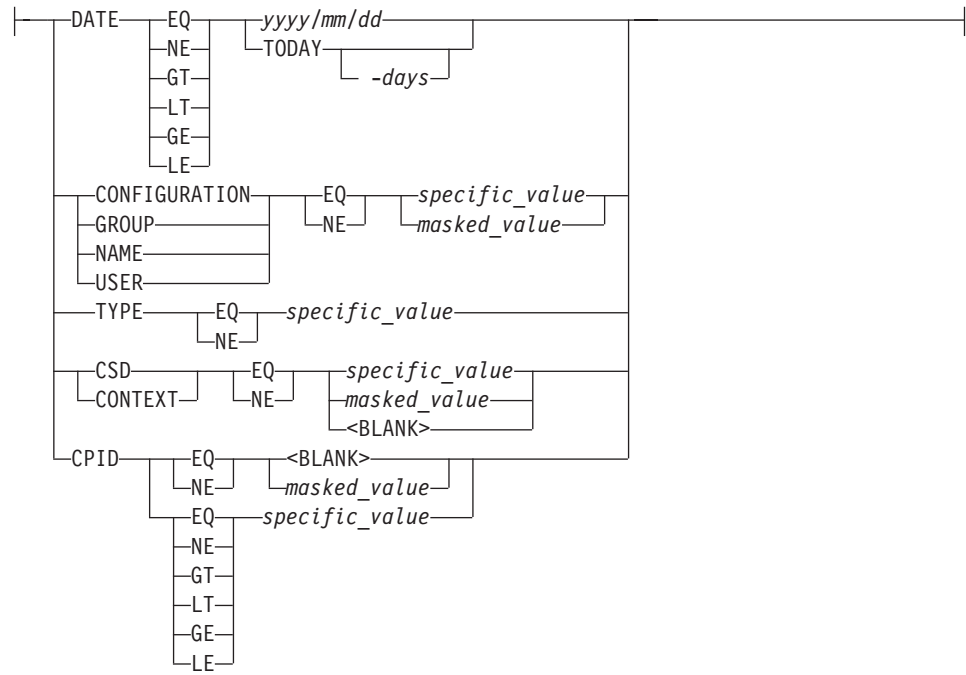 DATE EQ yyyy/mm/dd
NE TODAY
GT -days
LT
GE
LE
CONFIGURATION EQ specific_value
GROUP NE masked_value
NAME
USER
TYPE EQ specific_value
NE
CSD EQ specific_value
CONTEXT NE masked_value
<BLANK>
CPID EQ <BLANK>
NE masked_value
EQ specific_value
NE
GT
LT
GE
LE